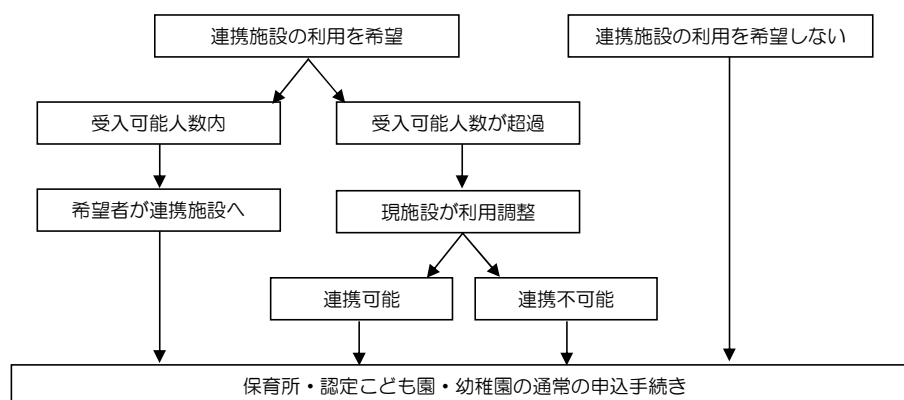 連携施設の利用を希望
連携施設の利用を希望しない
受入可能人数内
受入可能人数が超過
希望者が連携施設へ
現施設が利用調整
連携可能
連携不可能
保育所・認定こども園・幼稚園の通常の申込手続き